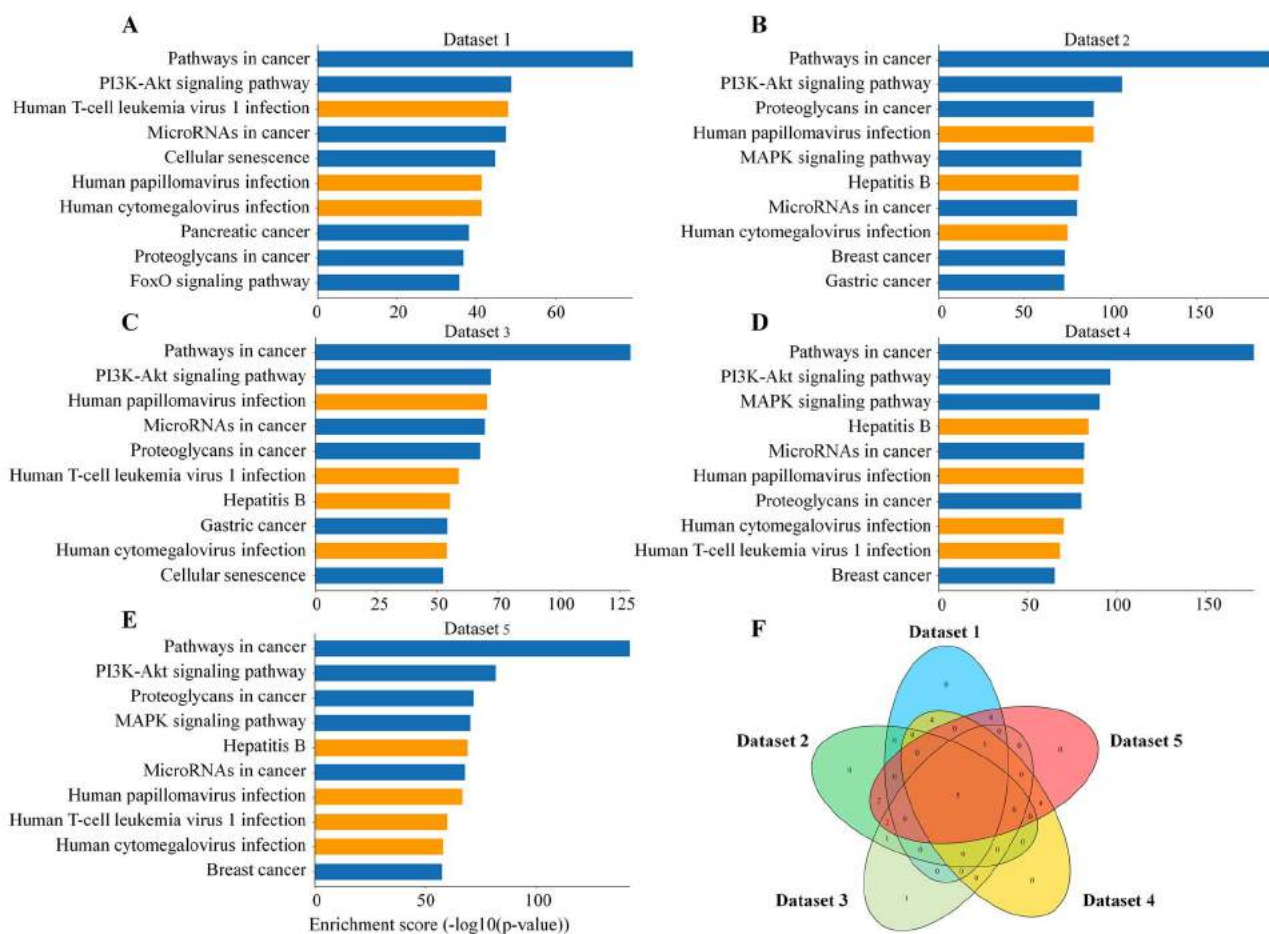 A
Dataset 1
Pathways in cancer
PI3K-Akt signaling pathway
Human T-cell leukemia virus 1 infection
MicroRNAs in cancer
Cellular senescence
Human papillomavirus infection
Human cytomegalovirus infection
Pancreatic cancer
Proteoglycans in cancer
FoxO signaling pathway
0 20 40 60
B
Dataset 2
Pathways in cancer
PI3K-Akt signaling pathway
Proteoglycans in cancer
Human papillomavirus infection
MAPK signaling pathway
Hepatitis B
MicroRNAs in cancer
Human cytomegalovirus infection
Breast cancer
Gastric cancer
0 50 100 150
C
Dataset 3
Pathways in cancer
PI3K-Akt signaling pathway
Human papillomavirus infection
MicroRNAs in cancer
Proteoglycans in cancer
Human T-cell leukemia virus 1 infection
Hepatitis B
Gastric cancer
Human cytomegalovirus infection
Cellular senescence
0 25 50 70 100 125
D
Dataset 4
Pathways in cancer
PI3K-Akt signaling pathway
MAPK signaling pathway
Hepatitis B
MicroRNAs in cancer
Human papillomavirus infection
Proteoglycans in cancer
Human cytomegalovirus infection
Human T-cell leukemia virus 1 infection
Breast cancer
0 50 100 150
E
Dataset 5
Pathways in cancer
PI3K-Akt signaling pathway
Proteoglycans in cancer
MAPK signaling pathway
Hepatitis B
MicroRNAs in cancer
Human papillomavirus infection
Human T-cell leukemia virus 1 infection
Human cytomegalovirus infection
Breast cancer
50 100
Enrichment score (-log10(p-value))
F
Dataset 1
0
Dataset 2
Dataset 5
0
0
1
5
Dataset 3
Dataset 4
1
0